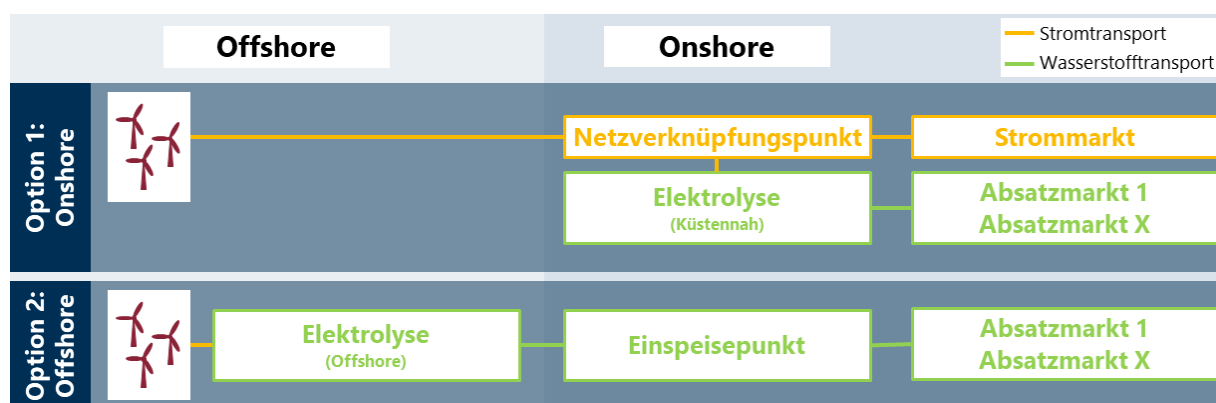 Offshore
Onshore
Stromtransport
Wasserstofftransport
Option 1:
Onshore
Netzverknüpfungspunkt
Strommarkt
Elektrolyse
(Küstennah)
Absatzmarkt 1
Absatzmarkt X
Option 2:
Offshore
Elektrolyse
(Offshore)
Einspeisepunkt
Absatzmarkt 1
Absatzmarkt X